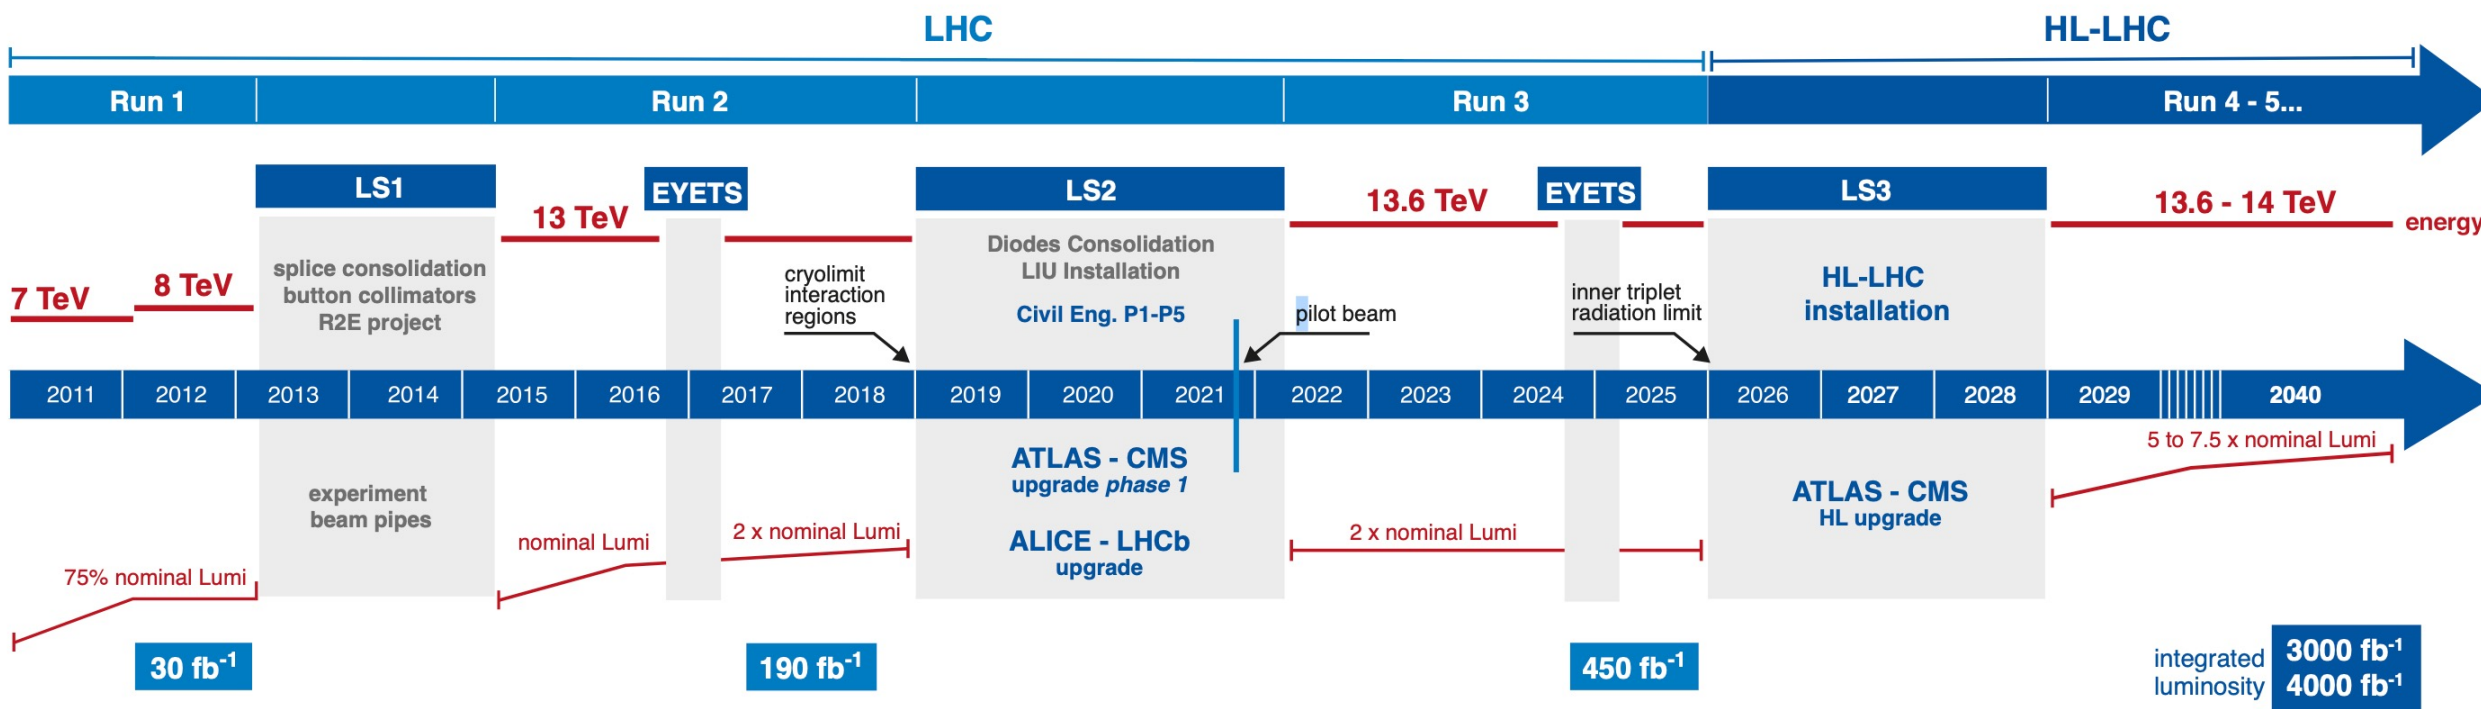 LHC
HL-LHC
Run 1
Run 2
Run 3
Run 4 - 5...
LS1
EYETS
LS2
EYETS
LS3
13 TeV
13.6 TeV
13.6 - 14 TeV
energy
7 TeV
8 TeV
splice consolidation
button collimators
R2E project
cryolimit
interaction
regions
Diodes Consolidation
LIU Installation
Civil Eng. P1-P5
pilot beam
inner triplet
radiation limit
HL-LHC
installation
2011
2012
2013
2014
2015
2016
2017
2018
2019
2020
2021
2022
2023
2024
2025
2026
2027
2028
2029
2040
experiment
beam pipes
ATLAS - CMS
upgrade phase 1
ALICE - LHCb
upgrade
ATLAS - CMS
HL upgrade
5 to 7.5 x nominal Lumi
75% nominal Lumi
nominal Lumi
2 x nominal Lumi
2 x nominal Lumi
30 fb⁻¹
190 fb⁻¹
450 fb⁻¹
integrated
luminosity
3000 fb⁻¹
4000 fb⁻¹